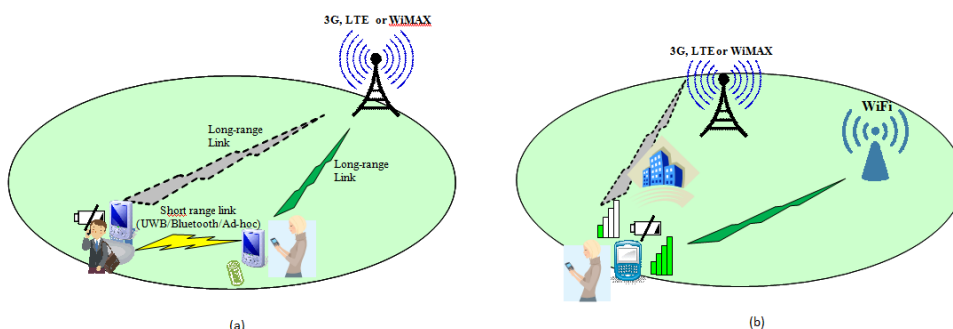 3G, LTE or WiMAX
Long-range
Link
Long-range
Link
Short range link
(UWB/Bluetooth/Ad-hoc)
(a)
3G, LTE or WiMAX
WiFi
(b)